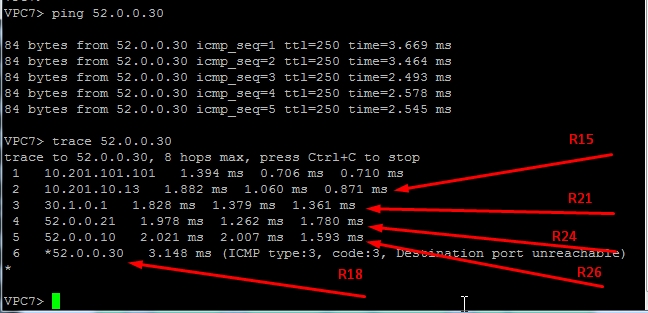 VPC7> ping 52.0.0.30
84 bytes from 52.0.0.30 icmp_seq=1 ttl=250 time=3.669 ms
84 bytes from 52.0.0.30 icmp_seq=2 ttl=250 time=3.464 ms
84 bytes from 52.0.0.30 icmp_seq=3 ttl=250 time=2.493 ms
84 bytes from 52.0.0.30 icmp_seq=4 ttl=250 time=2.578 ms
84 bytes from 52.0.0.30 icmp_seq=5 ttl=250 time=2.545 ms
VPC7> trace 52.0.0.30
R15
trace to 52.0.0.30, 8 hops max, press Ctrl+C to stop
1 10.201.101.101 1.394 ms 0.706 ms 0.710 ms
2 10.201.10.13 1.882 ms 1.060 ms 0.871 ms
R21
3 30.1.0.1 1.828 ms 1.379 ms 1.361 ms
4 52.0.0.21 1.978 ms 1.262 ms 1.780 ms
R24
5 52.0.0.10 2.021 ms 2.007 ms 1.593 ms
6 *52.0.0.30 3.148 ms (ICMP type:3, code:3, Destination port unreachable)
*
R18
R26
VPC7>